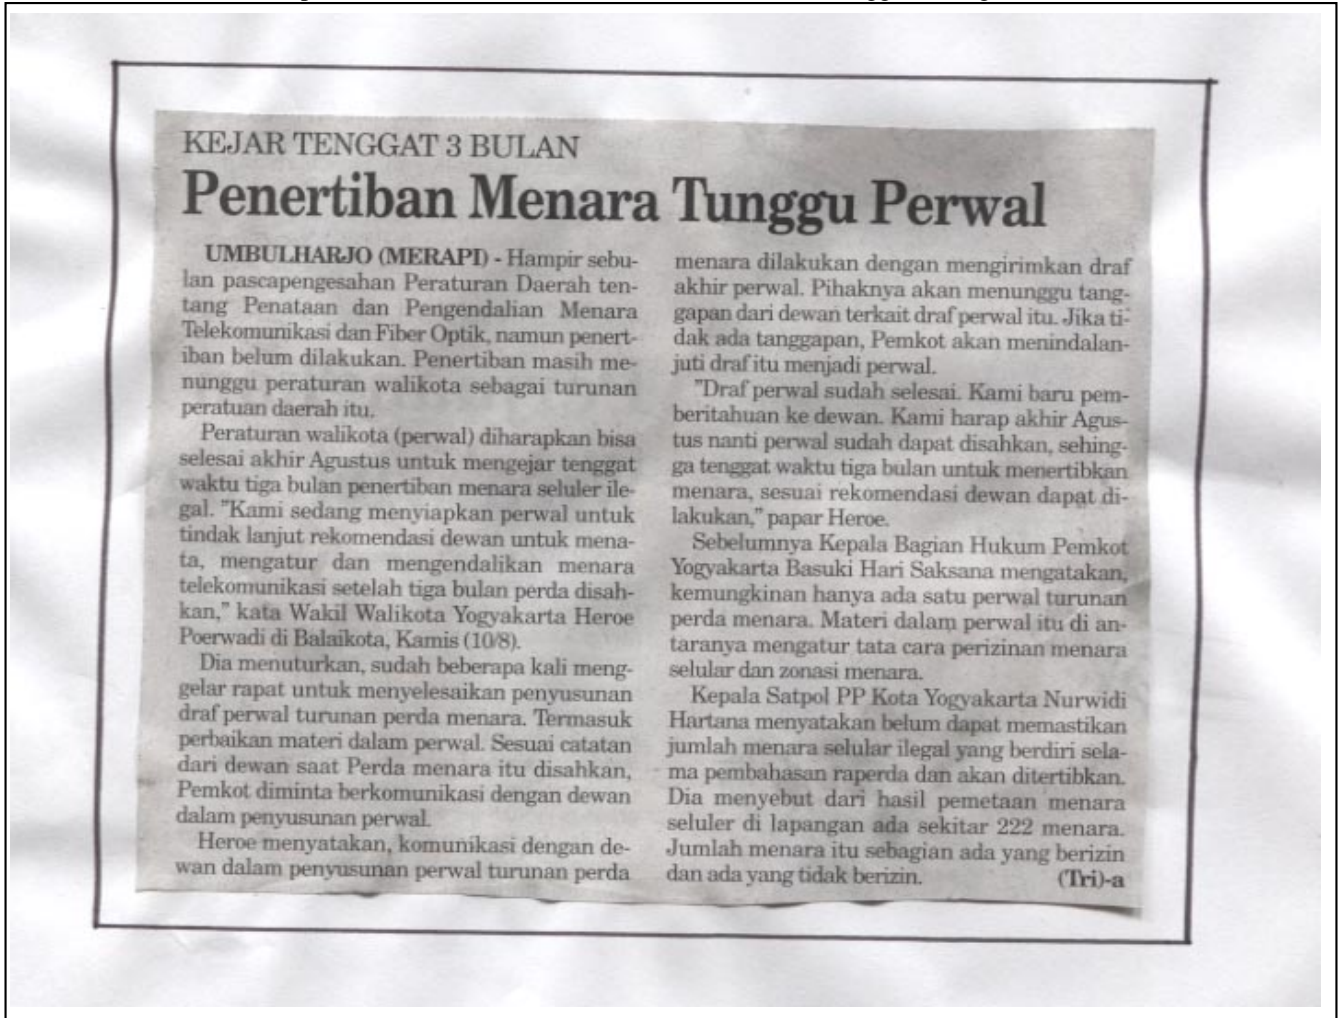 KEJAR TENGGAT 3 BULAN
Penertiban Menara Tunggu Perwal
UMBULHARJO (MERAPI) - Hampir sebu-
lan pascapengesahan Peraturan Daerah ten-
tang Penataan dan Pengendalian Menara
Telekomunikasi dan Fiber Optik, namun penert-
iban belum dilakukan. Penertiban masih me-
nunggu peraturan walikota sebagai turunan
peratuan daerah itu.
Peraturan walikota (perwal) diharapkan bisa
selesai akhir Agustus untuk mengejar tenggat
waktu tiga bulan penertiban menara seluler ile-
gal. "Kami sedang menyiapkan perwal untuk
tindak lanjut rekomendasi dewan untuk mena-
ta, mengatur dan mengendalikan menara
telekomunikasi setelah tiga bulan perda disah-
kan," kata Wakil Walikota Yogyakarta Heroe
Poerwadi di Balaikota, Kamis (10/8).
Dia menuturkan, sudah beberapa kali meng-
gelar rapat untuk menyelesaikan penyusunan
draf perwal turunan perda menara. Termasuk
perbaikan materi dalam perwal. Sesuai catatan
dari dewan saat Perda menara itu disahkan,
Pemkot diminta berkomunikasi dengan dewan
dalam penyusunan perwal.
Heroe menyatakan, komunikasi dengan de-
wan dalam penyusunan perwal turunan perda
menara dilakukan dengan mengirimkan draf
akhir perwal. Pihaknya akan menunggu tang-
gapan dari dewan terkait draf perwal itu. Jika ti-
dak ada tanggapan, Pemkot akan menindalan-
juti draf itu menjadi perwal.
"Draf perwal sudah selesai. Kami baru pem-
beritahuan ke dewan. Kami harap akhir Agus-
tus nanti perwal sudah dapat disahkan, sehing-
ga tenggat waktu tiga bulan untuk menertibkan
menara, sesuai rekomendasi dewan dapat di-
lakukan," papar Heroe.
Sebelumnya Kepala Bagian Hukum Pemkot
Yogyakarta Basuki Hari Saksana mengatakan,
kemungkinan hanya ada satu perwal turunan
perda menara. Materi dalam perwal itu di an-
taranya mengatur tata cara perizinan menara
selular dan zonasi menara.
Kepala Satpol PP Kota Yogyakarta Nurwidi
Hartana menyatakan belum dapat memastikan
jumlah menara selular ilegal yang berdiri sela-
ma pembahasan raperda dan akan ditertibkan.
Dia menyebut dari hasil pemetaan menara
seluler di lapangan ada sekitar 222 menara.
Jumlah menara itu sebagian ada yang berizin
dan ada yang tidak berizin. (Tri)-a